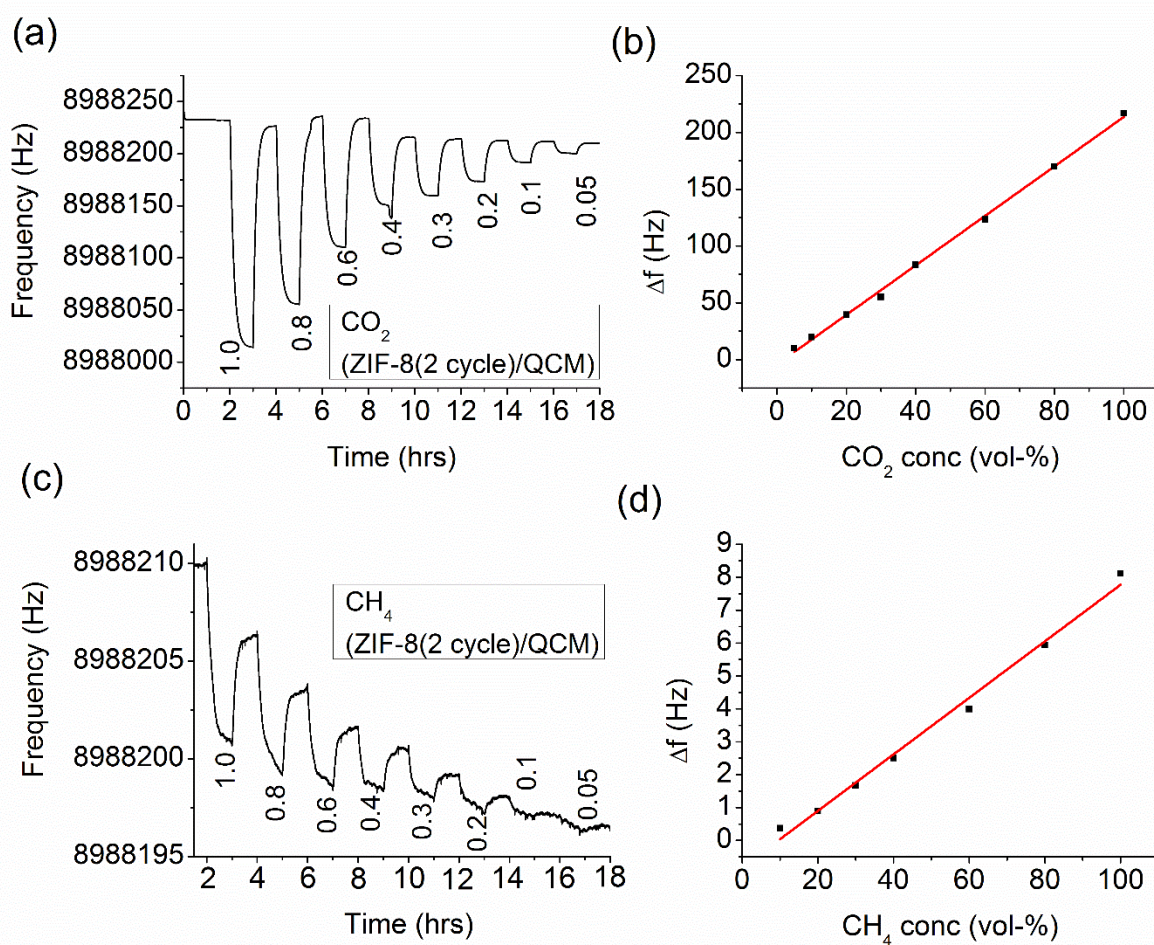 (a)
8988250
8988200
8988150
8988100
8988050
8988000
Frequency (Hz)
1.0
0.8
0.6
0.4
0.3
0.2
0.1
0.05
CO2
(ZIF-8(2 cycle)/QCM)
0 2 4 6 8 10 12 14 16 18
Time (hrs)
(b)
250
200
150
100
50
0
Δf (Hz)
0 20 40 60 80 100
CO2 conc (vol-%)
(c)
8988210
8988205
8988200
8988195
Frequency (Hz)
CH4
(ZIF-8(2 cycle)/QCM)
1.0
0.8
0.6
0.4
0.3
0.2
0.1
0.05
2 4 6 8 10 12 14 16 18
Time (hrs)
(d)
9
8
7
6
5
4
3
2
1
0
Δf (Hz)
0 20 40 60 80 100
CH4 conc (vol-%)